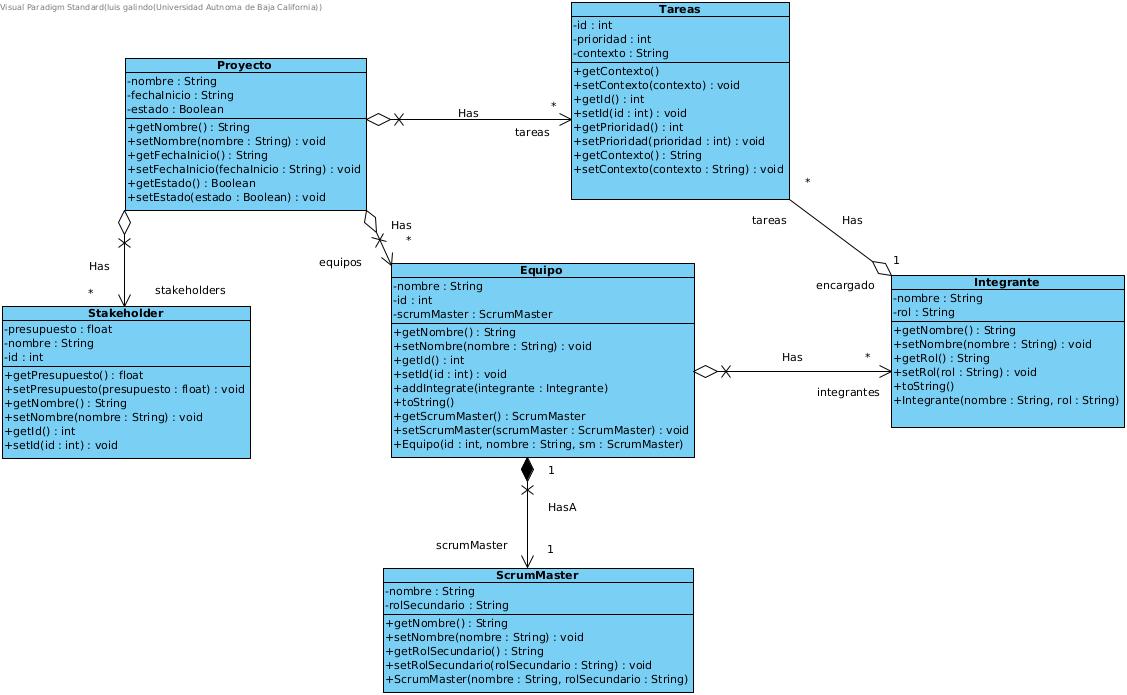 Visual Paradigm Standard(luis galindo(Universidad Autnoma de Baja California))
Tareas
-id : int
-prioridad : int
-contexto : String
+getContexto()
+setContexto(contexto) : void
+getId() : int
+setId(id : int) : void
+getPrioridad() : int
+setPrioridad(prioridad : int) : void
+getContexto() : String
+setContexto(contexto : String) : void
Proyecto
-nombre : String
-fechaInicio : String
-estado : Boolean
+getNombre() : String
+setNombre(nombre : String) : void
+getFechaInicio() : String
+setFechaInicio(fechaInicio : String) : void
+getEstado() : Boolean
+setEstado(estado : Boolean) : void
Has
*
tareas
*
tareas
Has
1
encargado
Has
*
equipos
Has
*
stakeholders
Stakeholder
-presupuesto : float
-nombre : String
-id : int
+getPresupuesto() : float
+setPresupuesto(presupuesto : float) : void
+getNombre() : String
+setNombre(nombre : String) : void
+getId() : int
+setId(id : int) : void
Equipo
-nombre : String
-id : int
-scrumMaster : ScrumMaster
+getNombre() : String
+setNombre(nombre : String) : void
+getId() : int
+setId(id : int) : void
+addIntegrate(integrante : Integrante)
+toString()
+getScrumMaster() : ScrumMaster
+setScrumMaster(scrumMaster : ScrumMaster) : void
+Equipo(id : int, nombre : String, sm : ScrumMaster)
Has
*
integrantes
Integrante
-nombre : String
-rol : String
+getNombre() : String
+setNombre(nombre : String) : void
+getRol() : String
+setRol(rol : String) : void
+toString()
+Integrante(nombre : String, rol : String)
1
HasA
scrumMaster
1
ScrumMaster
-nombre : String
-rolSecundario : String
+getNombre() : String
+setNombre(nombre : String) : void
+getRolSecundario() : String
+setRolSecundario(rolSecundario : String) : void
+ScrumMaster(nombre : String, rolSecundario : String)